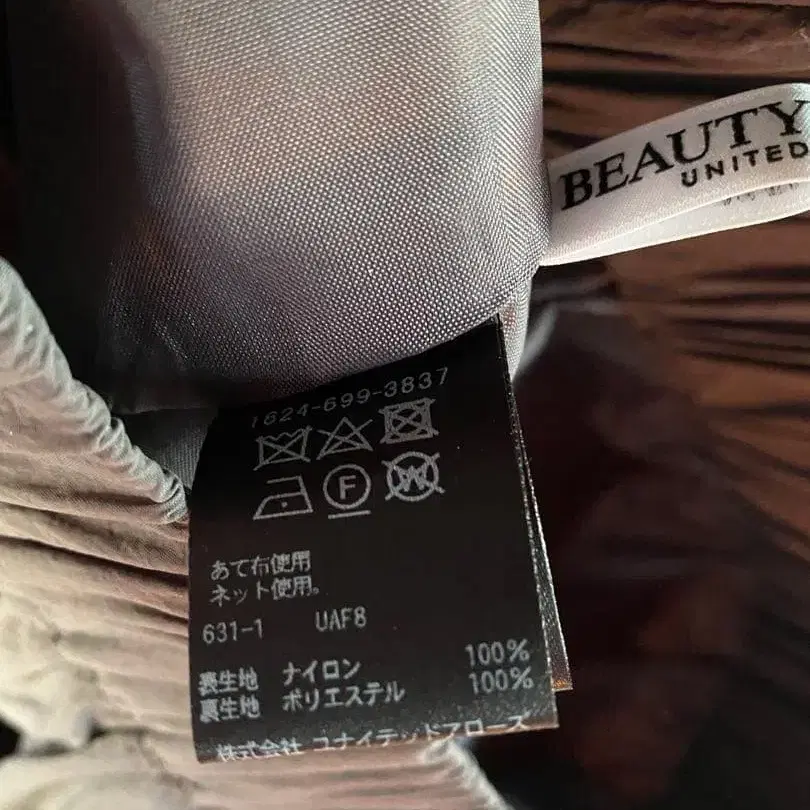 BEAUTY
UNITED
1624-699-3837
F
W
あて布使用
ネット使用。
631-1 UAF8
表生地 ナイロン 100%
裏生地 ポリエステル 100%
株式会社 ユナイテッドアローズ